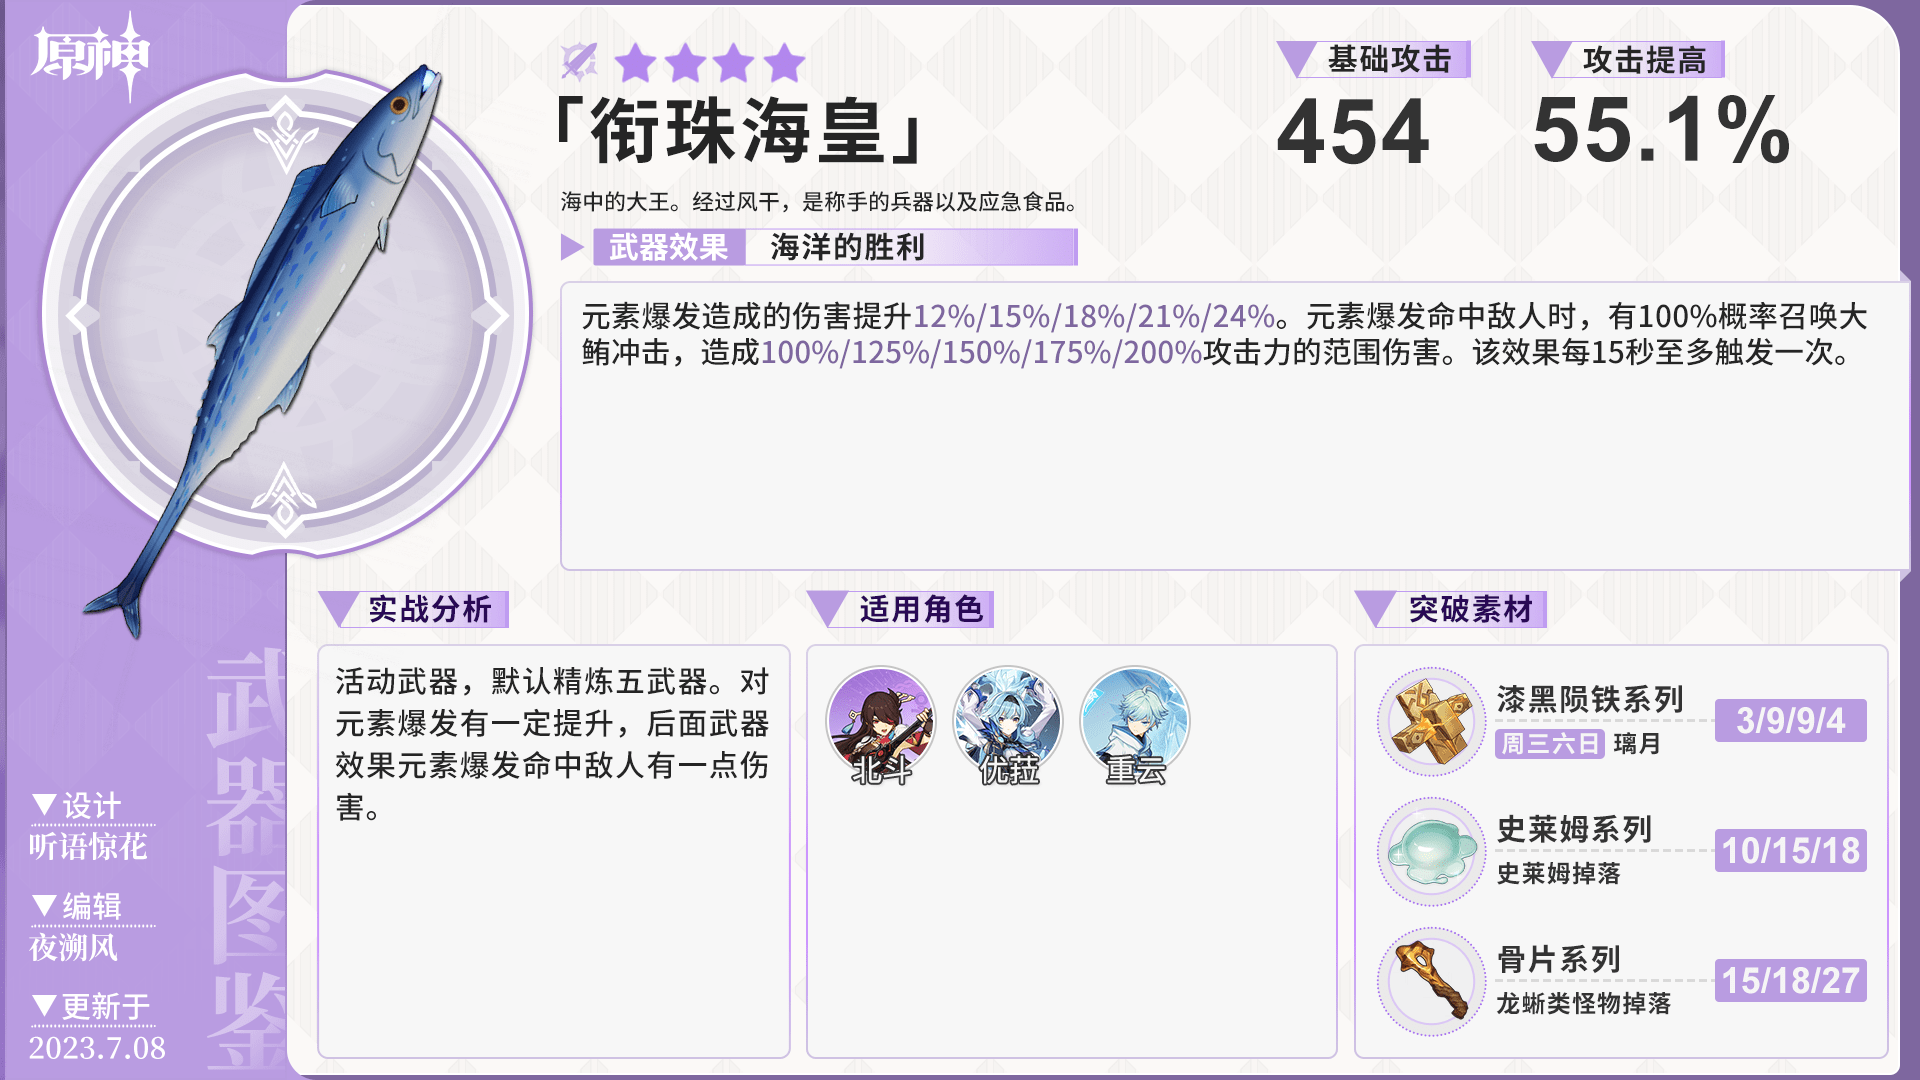 原神
「衔珠海皇」
海中的大王。经过风干，是称手的兵器以及应急食品。
基础攻击
454
攻击提高
55.1%
武器效果 海洋的胜利
元素爆发造成的伤害提升12%/15%/18%/21%/24%。元素爆发命中敌人时，有100%概率召唤大
鲔冲击，造成100%/125%/150%/175%/200%攻击力的范围伤害。该效果每15秒至多触发一次。
实战分析
活动武器，默认精炼五武器。对
元素爆发有一定提升，后面武器
效果元素爆发命中敌人有一点伤
害。
适用角色
北斗 优菈 重云
突破素材
漆黑陨铁系列
周三六日 璃月
3/9/9/4
史莱姆系列
史莱姆掉落
10/15/18
骨片系列
龙蜥类怪物掉落
15/18/27
武器图鉴
▼设计
听语惊花
▼编辑
夜溯风
▼更新于
2023.7.08